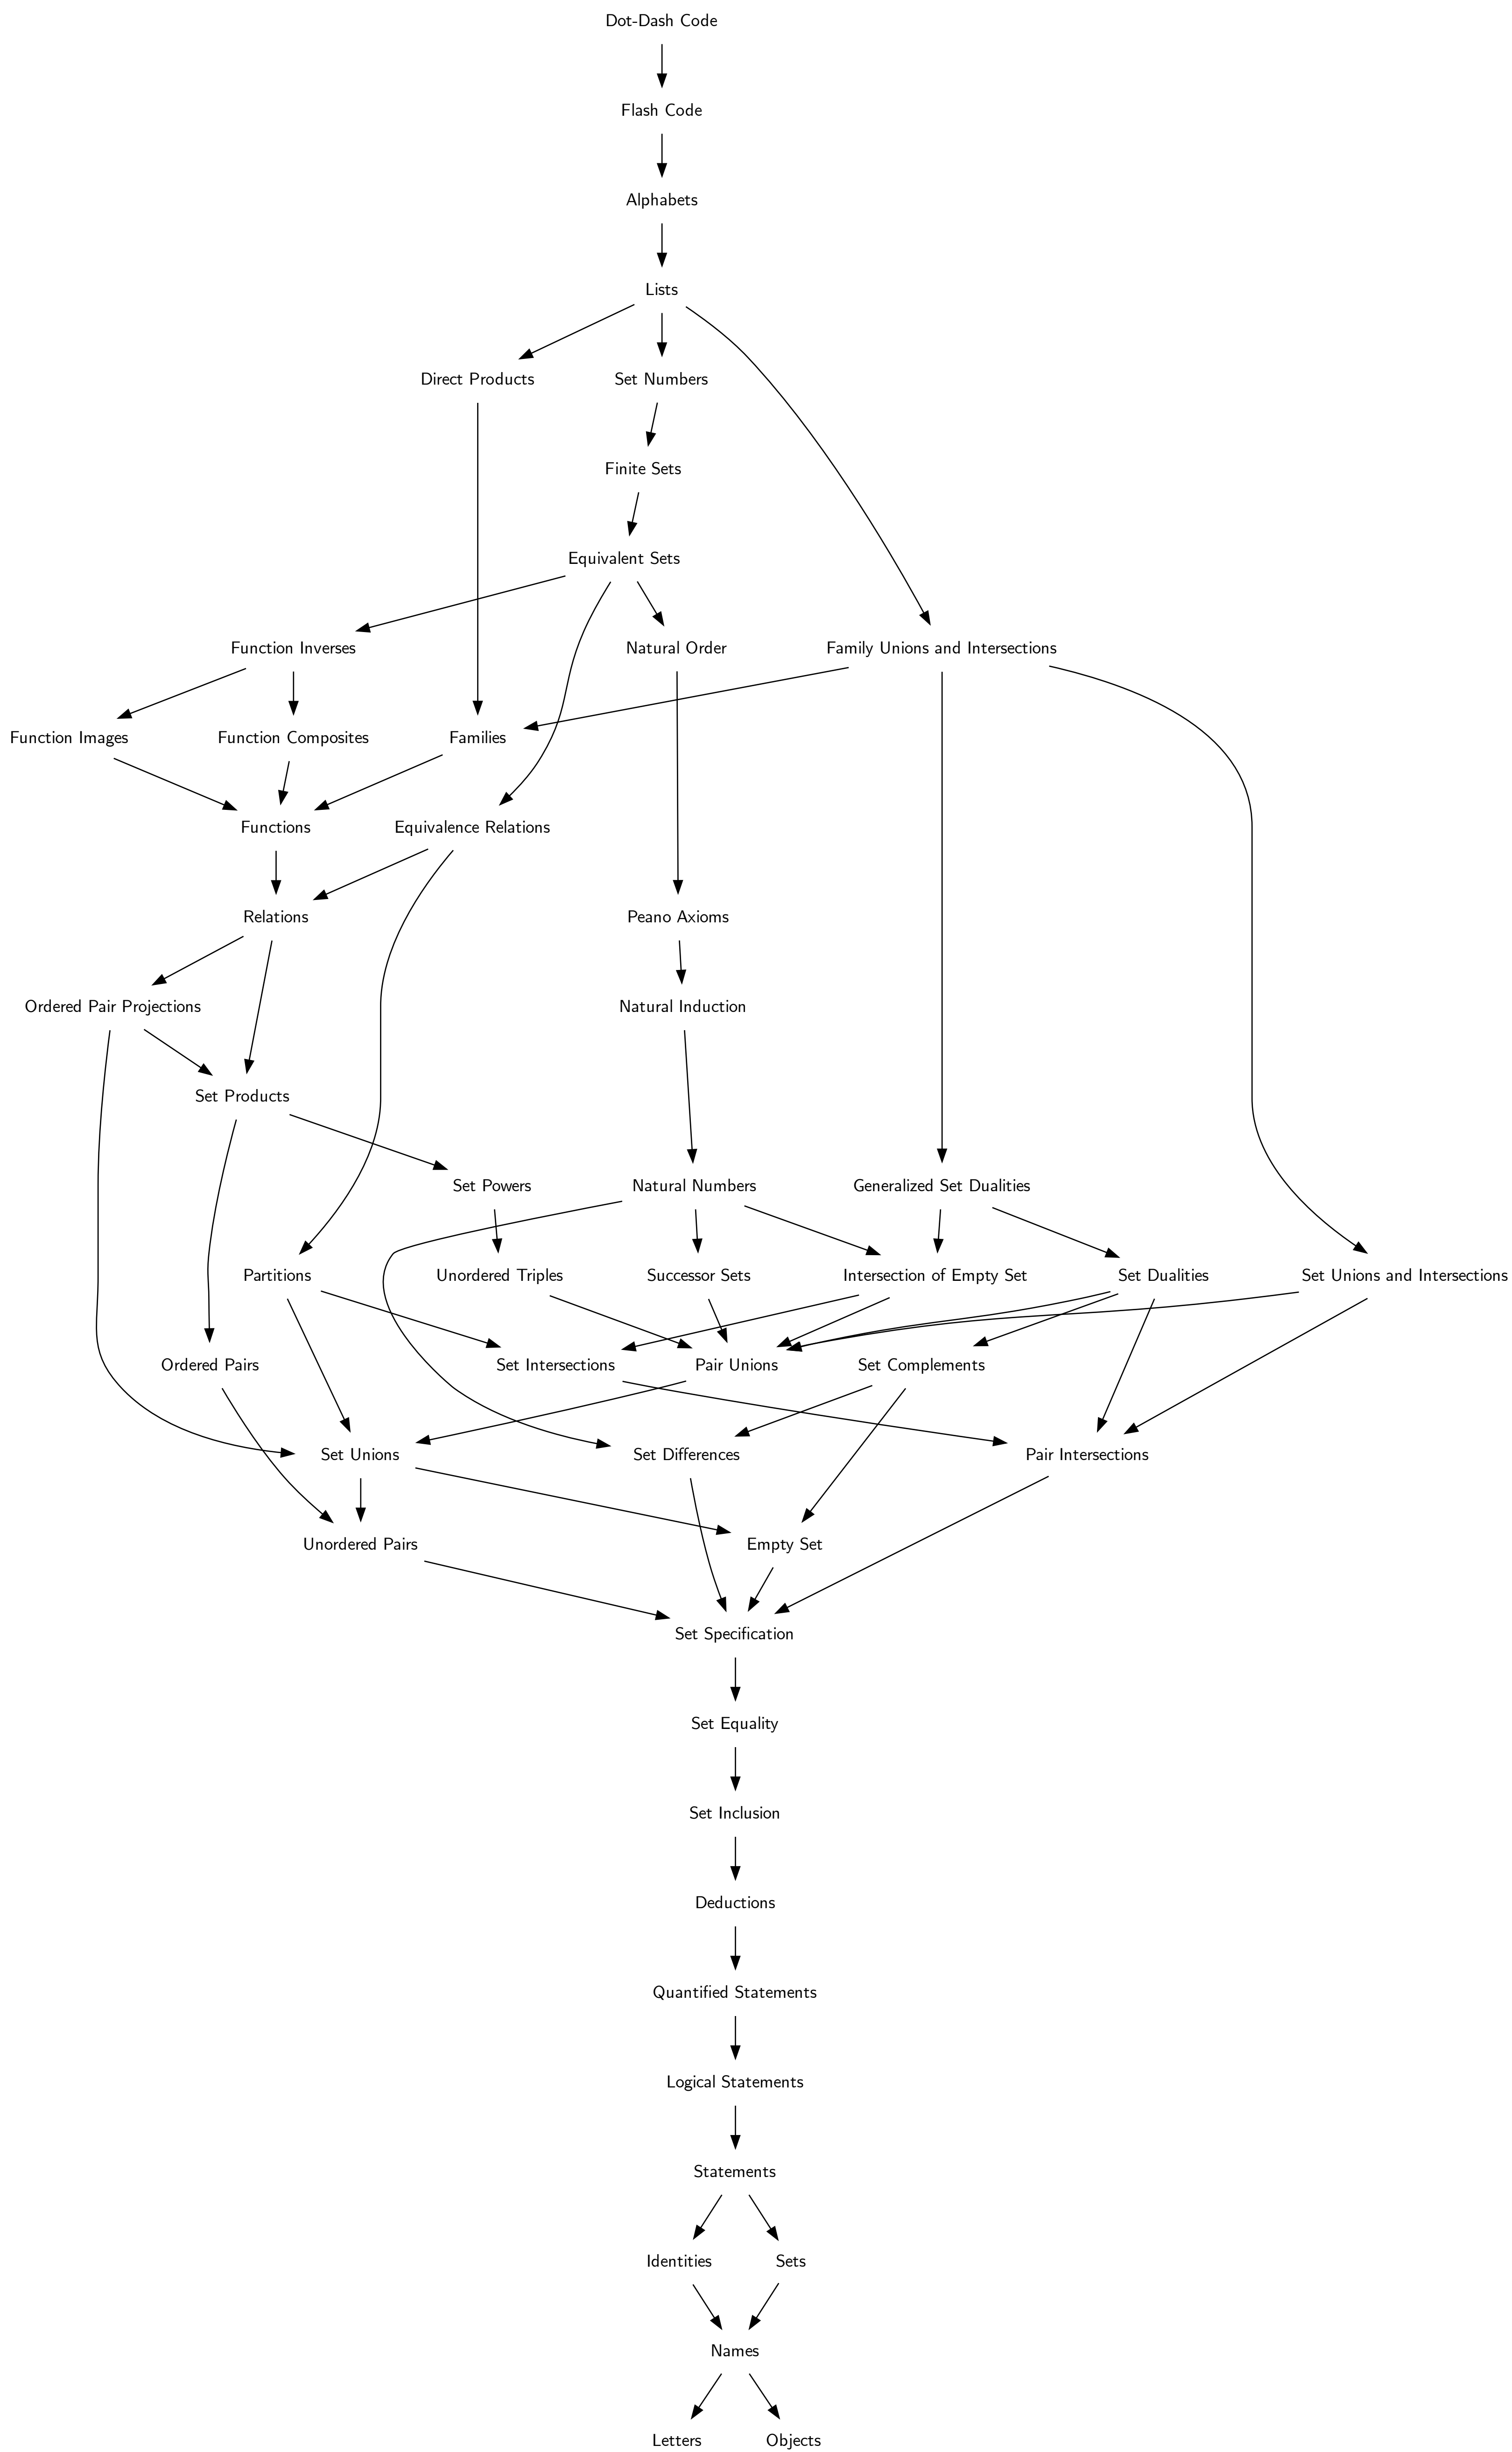 Dot-Dash Code
Flash Code
Alphabets
Lists
Direct Products
Set Numbers
Finite Sets
Equivalent Sets
Function Inverses
Natural Order
Family Unions and Intersections
Function Images
Function Composites
Families
Functions
Equivalence Relations
Relations
Peano Axioms
Ordered Pair Projections
Natural Induction
Set Products
Set Powers
Natural Numbers
Generalized Set Dualities
Partitions
Unordered Triples
Successor Sets
Intersection of Empty Set
Set Dualities
Set Unions and Intersections
Ordered Pairs
Set Intersections
Pair Unions
Set Complements
Set Unions
Set Differences
Pair Intersections
Unordered Pairs
Empty Set
Set Specification
Set Equality
Set Inclusion
Deductions
Quantified Statements
Logical Statements
Statements
Identities
Sets
Names
Letters
Objects